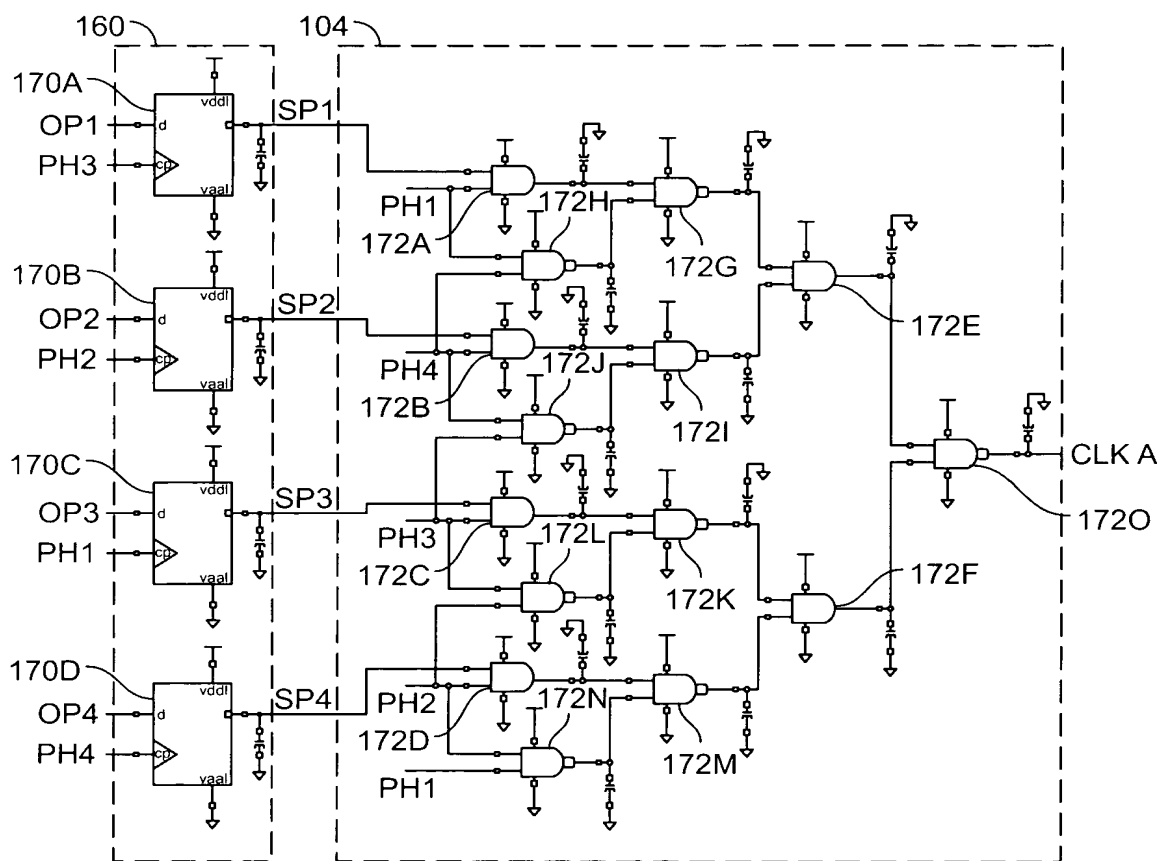 160
104
170A
vddl
OP1
d
SP1
PH3
cp
vaal
PH1
172H
172A
172G
170B
vddl
OP2
d
SP2
PH2
cp
vaal
PH4
172J
172B
172I
172E
170C
vddl
OP3
d
SP3
PH1
cp
vaal
PH3
172L
172C
172K
172F
CLK A
172O
170D
vddl
OP4
d
SP4
PH4
cp
vaal
PH2
172N
172D
172M
PH1